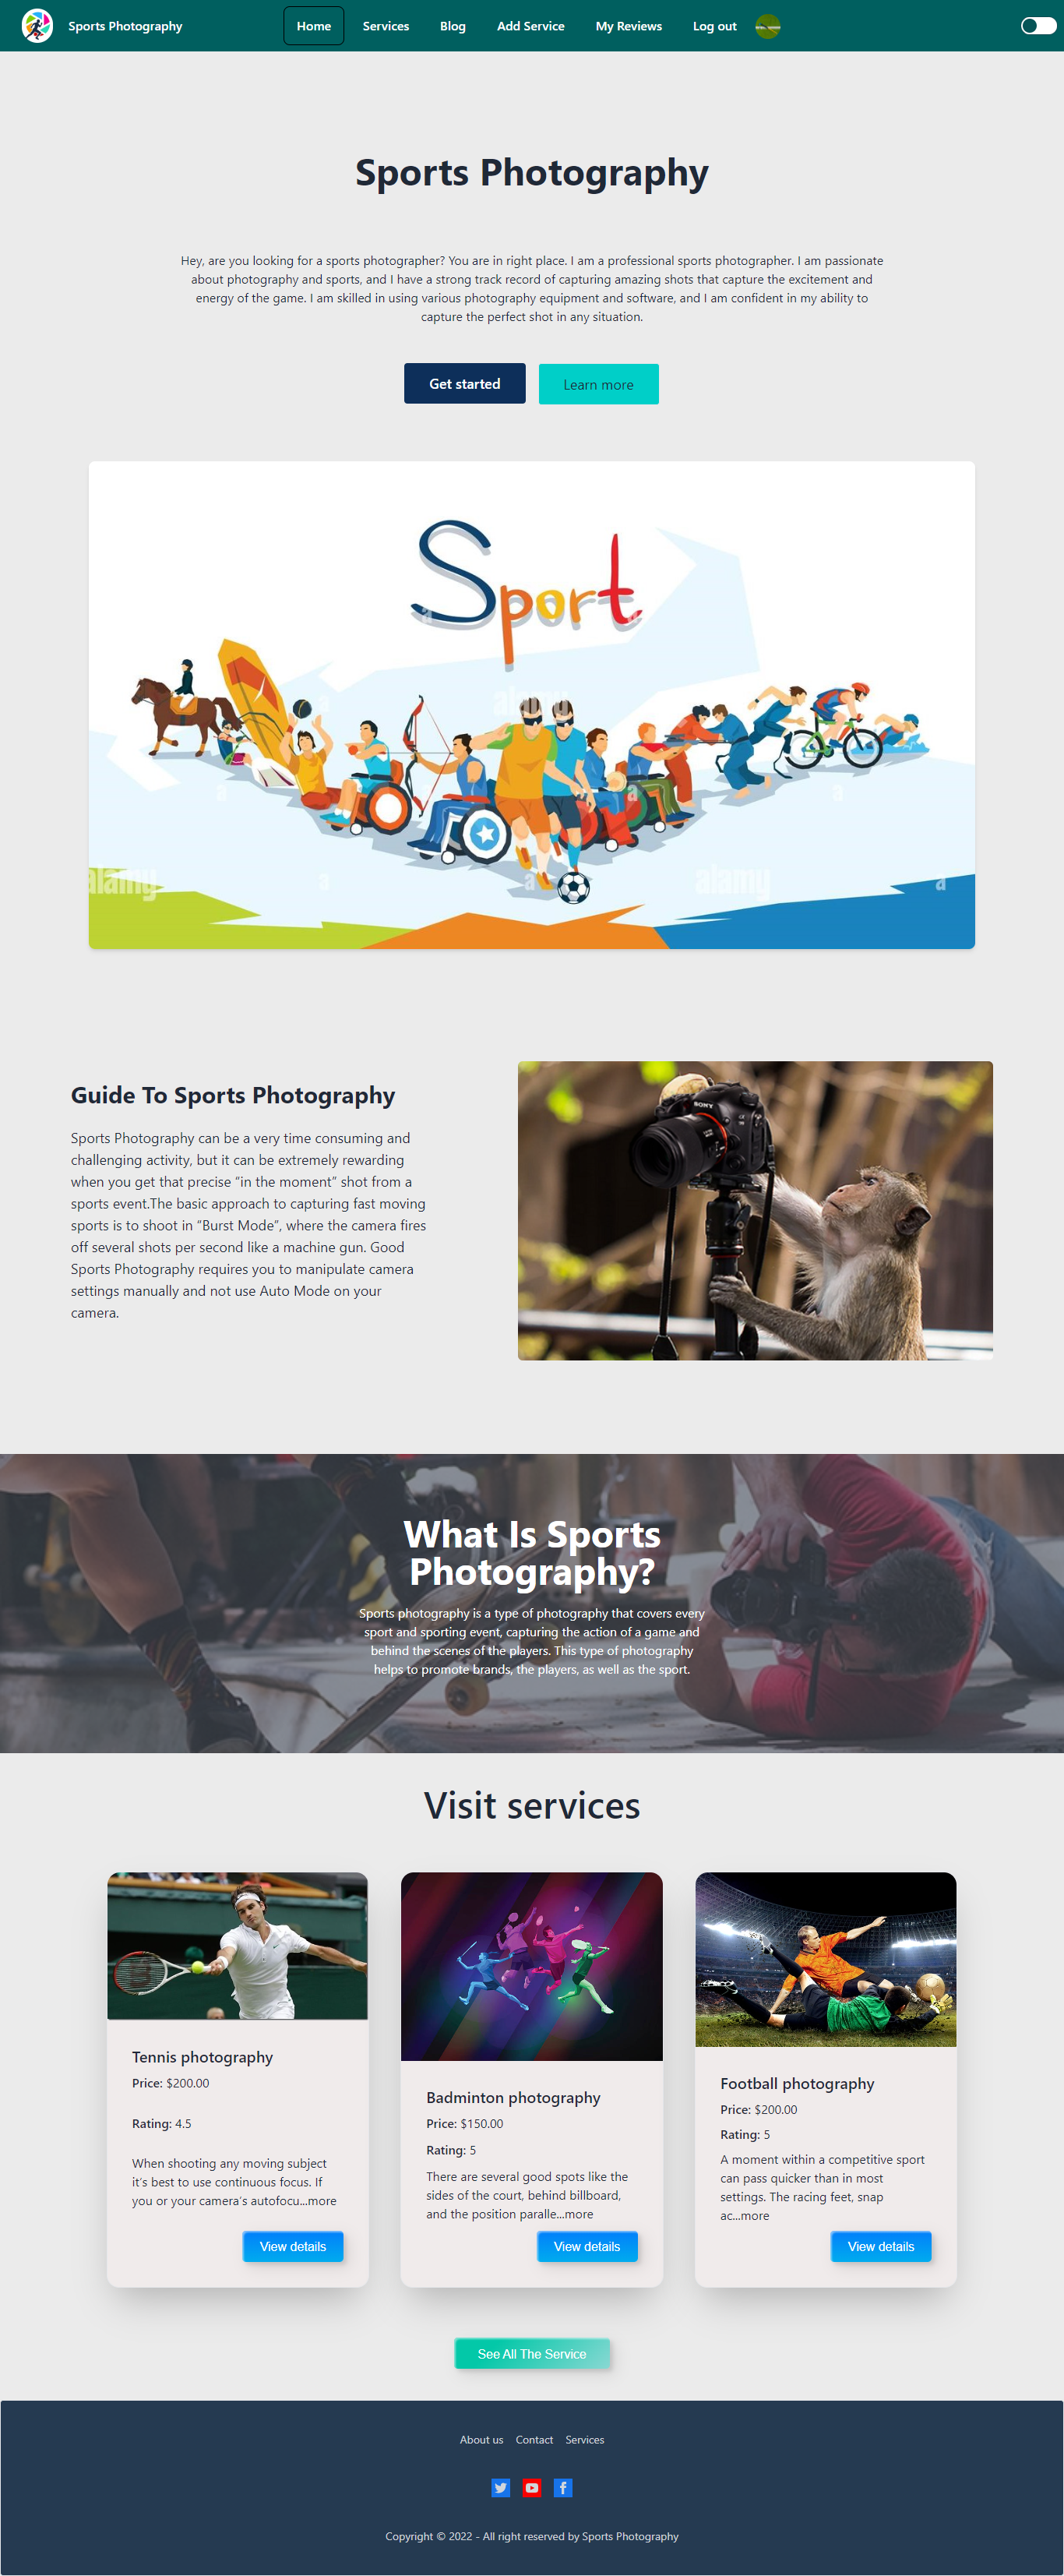 Sports Photography
Home
Services
Blog
Add Service
My Reviews
Log out
Sports Photography
Hey, are you looking for a sports photographer? You are in right place. I am a professional sports photographer. I am passionate
about photography and sports, and I have a strong track record of capturing amazing shots that capture the excitement and
energy of the game. I am skilled in using various photography equipment and software, and I am confident in my ability to
capture the perfect shot in any situation.
Get started
Learn more
Sport
a
a
alamy
a
a
a
alamy
a
a
alamy
a
Guide To Sports Photography
Sports Photography can be a very time consuming and
challenging activity, but it can be extremely rewarding
when you get that precise “in the moment” shot from a
sports event.The basic approach to capturing fast moving
sports is to shoot in “Burst Mode”, where the camera fires
off several shots per second like a machine gun. Good
Sports Photography requires you to manipulate camera
settings manually and not use Auto Mode on your
camera.
SONY
What Is Sports
Photography?
Sports photography is a type of photography that covers every
sport and sporting event, capturing the action of a game and
behind the scenes of the players. This type of photography
helps to promote brands, the players, as well as the sport.
Visit services
Tennis photography
Price: $200.00
Rating: 4.5
When shooting any moving subject
it’s best to use continuous focus. If
you or your camera’s autofocu...more
View details
Badminton photography
Price: $150.00
Rating: 5
There are several good spots like the
sides of the court, behind billboard,
and the position paralle...more
View details
Football photography
Price: $200.00
Rating: 5
A moment within a competitive sport
can pass quicker than in most
settings. The racing feet, snap
ac...more
View details
See All The Service
About us
Contact
Services
Copyright © 2022 - All right reserved by Sports Photography